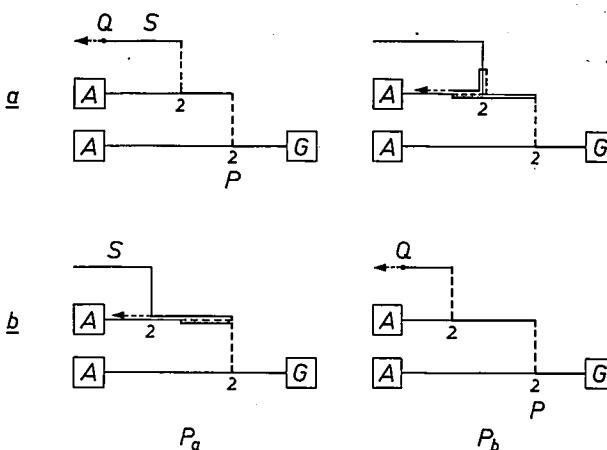 Q S
a A 2 A 2
A 2 G A 2 G
P
S Q
b A 2 A 2
A 2 G A 2 G
P
Pa Pb